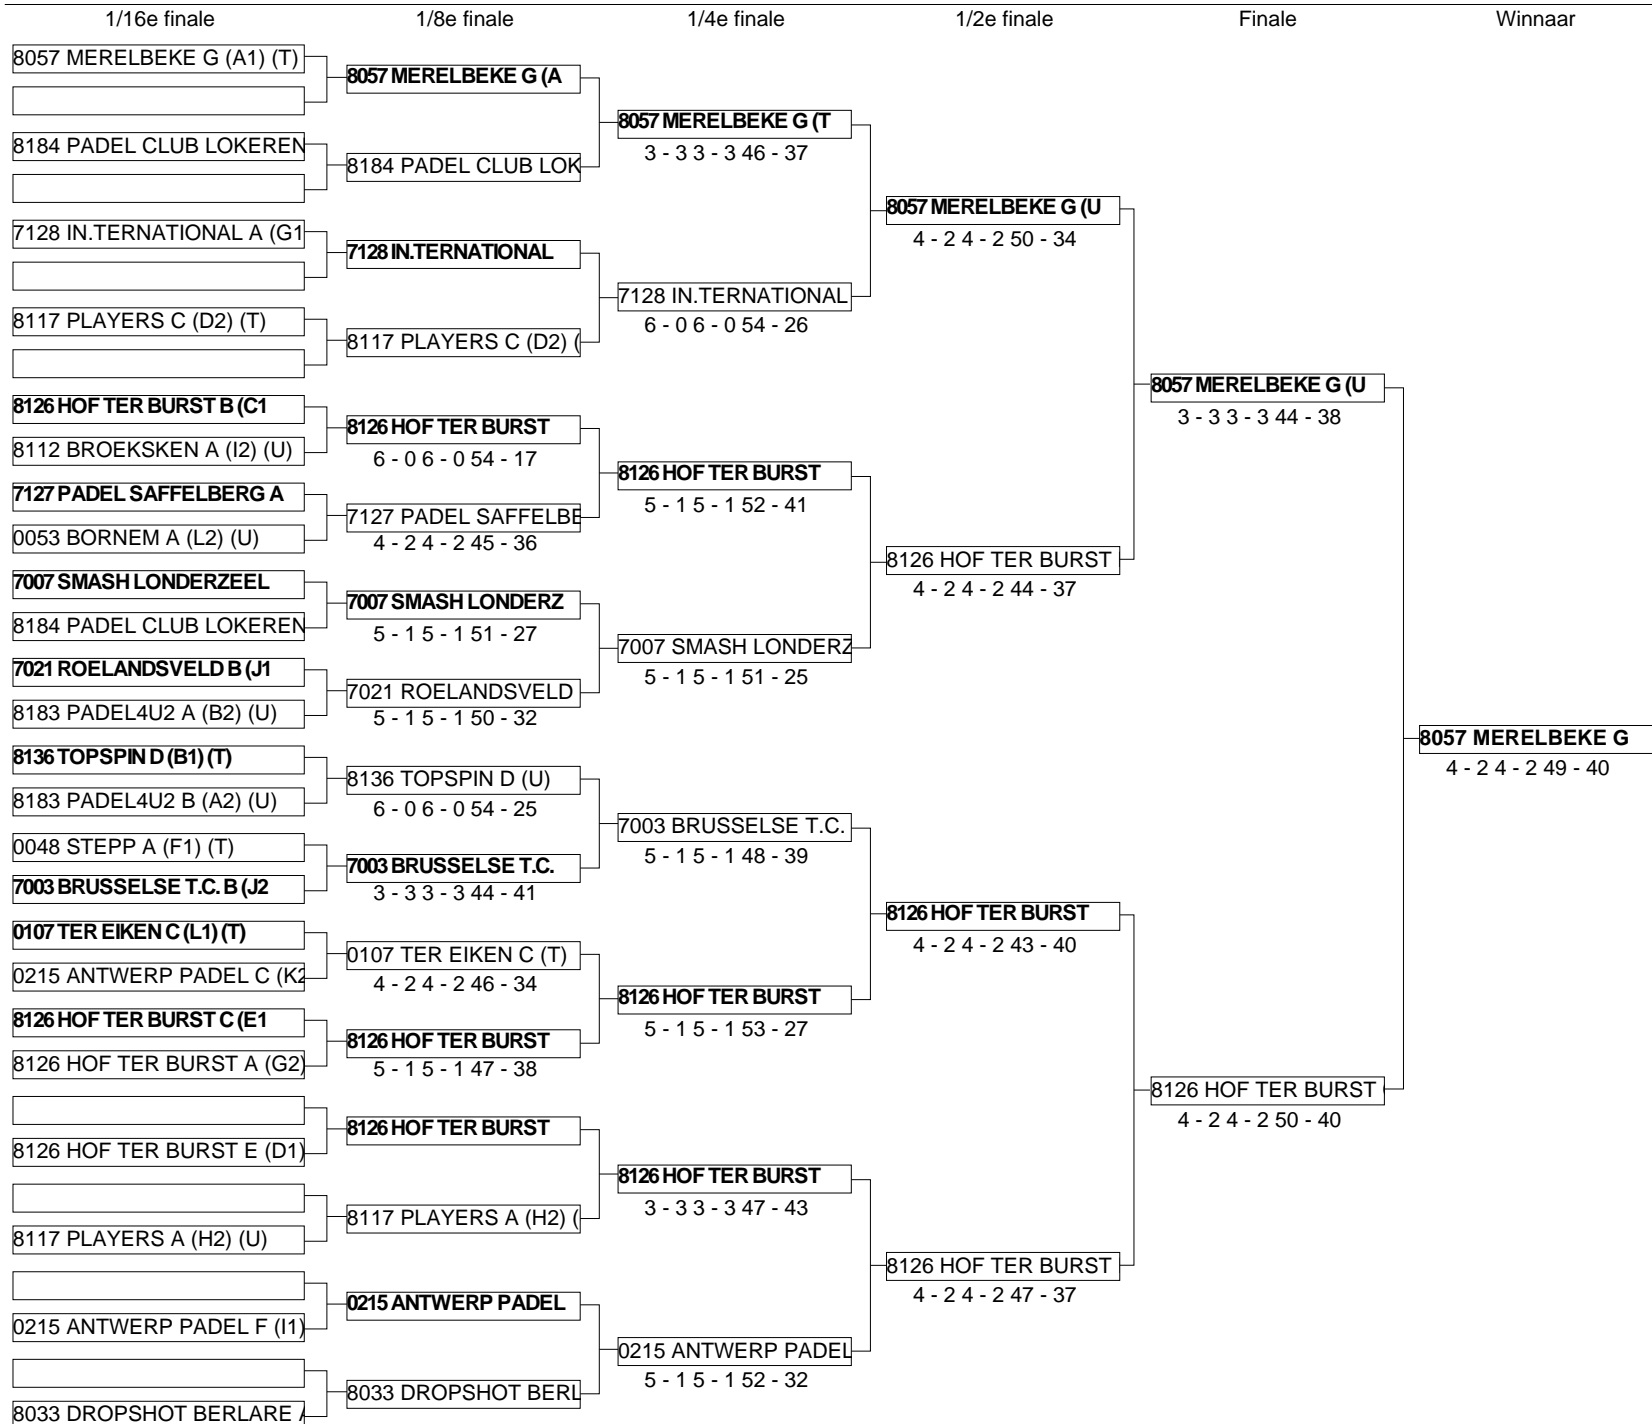 1/16e finale
1/8e finale
1/4e finale
1/2e finale
Finale
Winnaar
8057 MERELBEKE G (A1) (T)
8184 PADEL CLUB LOKEREN
7128 IN.TERNATIONAL A (G1
8117 PLAYERS C (D2) (T)
8126 HOF TER BURST B (C1
8112 BROEKSKEN A (I2) (U)
7127 PADEL SAFFELBERG A
0053 BORNEM A (L2) (U)
7007 SMASH LONDERZEEL
8184 PADEL CLUB LOKEREN
7021 ROELANDSVELD B (J1
8183 PADEL4U2 A (B2) (U)
8136 TOPSPIN D (B1) (T)
8183 PADEL4U2 B (A2) (U)
0048 STEPP A (F1) (T)
7003 BRUSSELSE T.C. B (J2
0107 TER EIKEN C (L1) (T)
0215 ANTWERP PADEL C (K2
8126 HOF TER BURST C (E1
8126 HOF TER BURST A (G2)
8126 HOF TER BURST E (D1)
8117 PLAYERS A (H2) (U)
0215 ANTWERP PADEL F (I1)
8033 DROPSHOT BERLARE A
8057 MERELBEKE G (A
8184 PADEL CLUB LOK
7128 IN.TERNATIONAL
8117 PLAYERS C (D2) (
8126 HOF TER BURST
6 - 0 6 - 0 54 - 17
7127 PADEL SAFFELBE
4 - 2 4 - 2 45 - 36
7007 SMASH LONDERZ
5 - 1 5 - 1 51 - 27
7021 ROELANDSVELD
5 - 1 5 - 1 50 - 32
8136 TOPSPIN D (U)
6 - 0 6 - 0 54 - 25
7003 BRUSSELSE T.C.
3 - 3 3 - 3 44 - 41
0107 TER EIKEN C (T)
4 - 2 4 - 2 46 - 34
8126 HOF TER BURST
5 - 1 5 - 1 47 - 38
8126 HOF TER BURST
8117 PLAYERS A (H2) (
0215 ANTWERP PADEL
8033 DROPSHOT BERL
8057 MERELBEKE G (T
3 - 3 3 - 3 46 - 37
7128 IN.TERNATIONAL
6 - 0 6 - 0 54 - 26
8126 HOF TER BURST
5 - 1 5 - 1 52 - 41
7007 SMASH LONDERZ
5 - 1 5 - 1 51 - 25
7003 BRUSSELSE T.C.
5 - 1 5 - 1 48 - 39
8126 HOF TER BURST
5 - 1 5 - 1 53 - 27
8126 HOF TER BURST
3 - 3 3 - 3 47 - 43
0215 ANTWERP PADEL
5 - 1 5 - 1 52 - 32
8057 MERELBEKE G (U
4 - 2 4 - 2 50 - 34
8126 HOF TER BURST
4 - 2 4 - 2 44 - 37
8126 HOF TER BURST
4 - 2 4 - 2 43 - 40
8126 HOF TER BURST
4 - 2 4 - 2 47 - 37
8057 MERELBEKE G (U
3 - 3 3 - 3 44 - 38
8126 HOF TER BURST
4 - 2 4 - 2 50 - 40
8057 MERELBEKE G
4 - 2 4 - 2 49 - 40